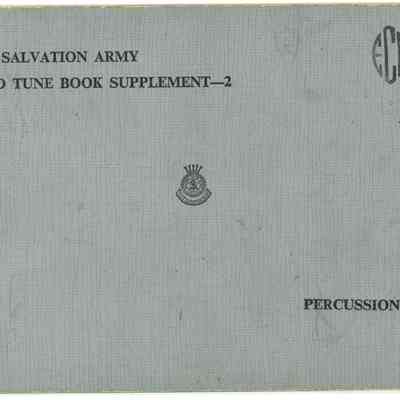 SALVATION ARMY
O TUNE BOOK SUPPLEMENT—2
PERCUSSION